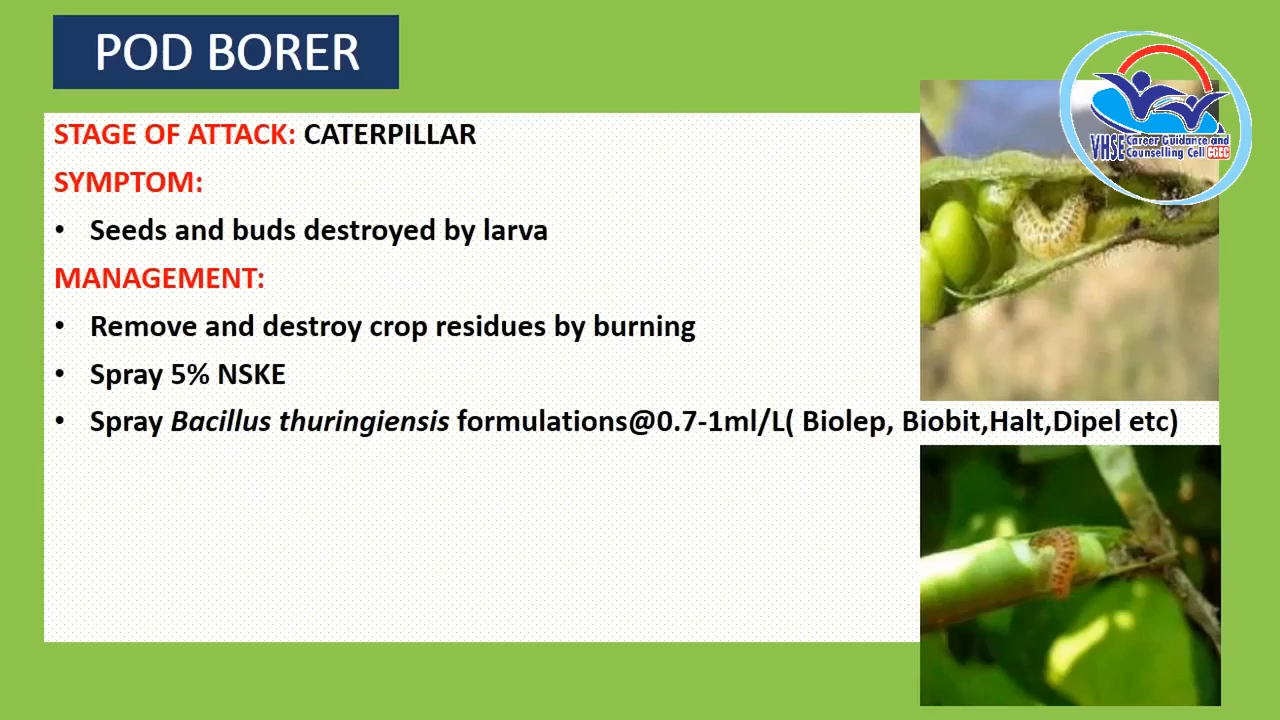 POD BORER
STAGE OF ATTACK: CATERPILLAR
SYMPTOM:
• Seeds and buds destroyed by larva
MANAGEMENT:
• Remove and destroy crop residues by burning
• Spray 5% NSKE
• Spray Bacillus thuringiensis formulations@0.7-1ml/L( Biolep, Biobit,Halt,Dipel etc)
VHSE Career Guidance and
Counselling Cell CGCC